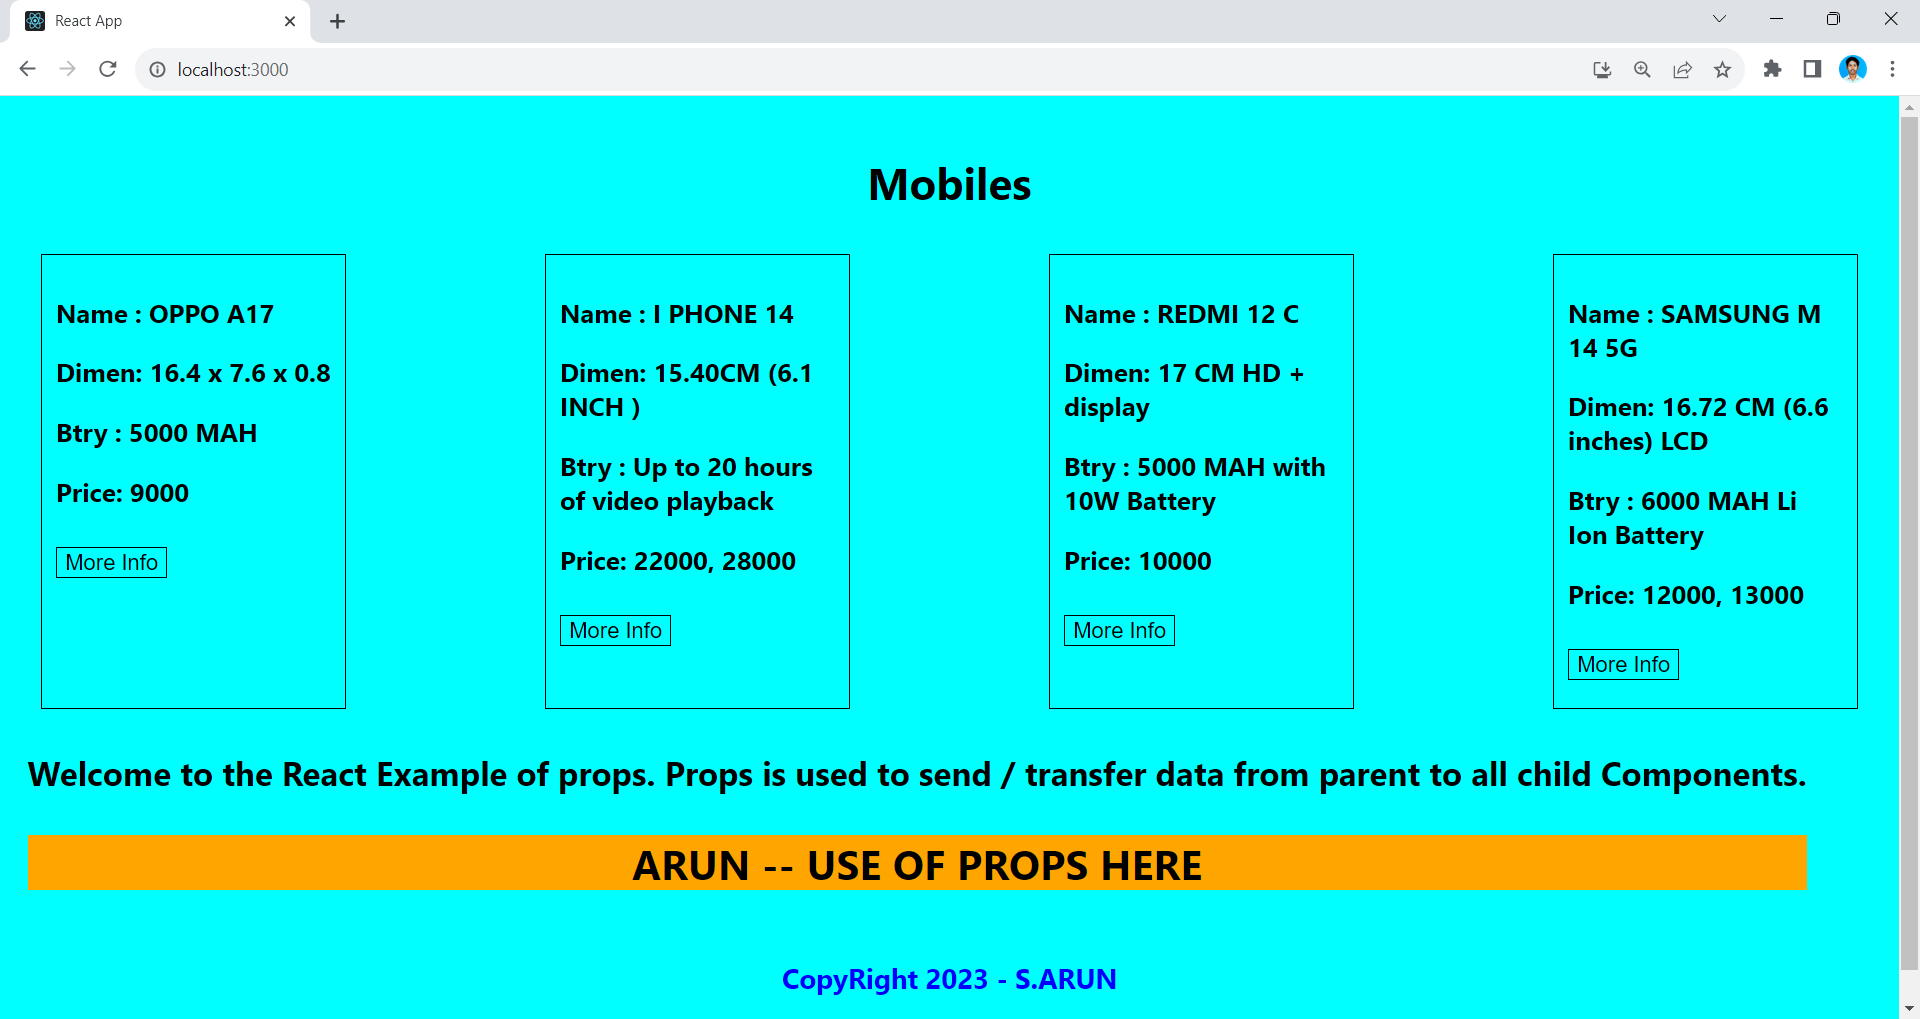 React App
localhost:3000
Mobiles
Name : OPPO A17
Dimen: 16.4 x 7.6 x 0.8
Btry : 5000 MAH
Price: 9000
More Info
Name : I PHONE 14
Dimen: 15.40CM (6.1
INCH )
Btry : Up to 20 hours
of video playback
Price: 22000, 28000
More Info
Name : REDMI 12 C
Dimen: 17 CM HD +
display
Btry : 5000 MAH with
10W Battery
Price: 10000
More Info
Name : SAMSUNG M
14 5G
Dimen: 16.72 CM (6.6
inches) LCD
Btry : 6000 MAH Li
Ion Battery
Price: 12000, 13000
More Info
Welcome to the React Example of props. Props is used to send / transfer data from parent to all child Components.
ARUN -- USE OF PROPS HERE
CopyRight 2023 - S.ARUN